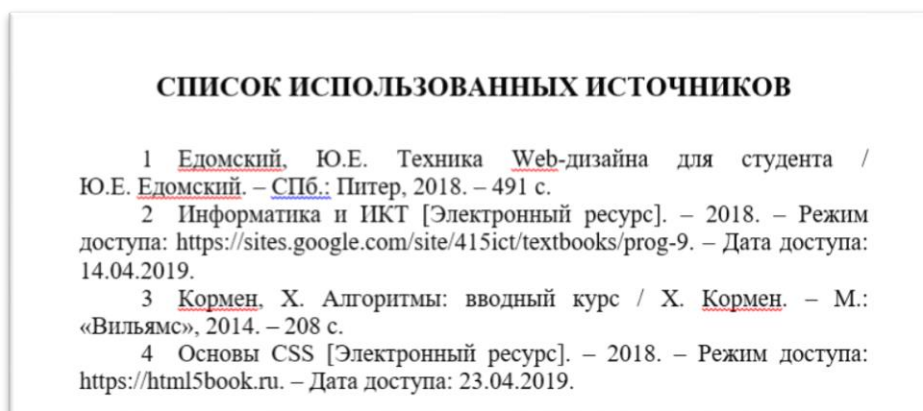 СПИСОК ИСПОЛЬЗОВАННЫХ ИСТОЧНИКОВ
1 Едомский, Ю.Е. Техника Web-дизайна для студента /
Ю.Е. Едомский. – СПб.: Питер, 2018. – 491 с.
2 Информатика и ИКТ [Электронный ресурс]. – 2018. – Режим
доступа: https://sites.google.com/site/415ict/textbooks/prog-9. – Дата доступа:
14.04.2019.
3 Кормен, Х. Алгоритмы: вводный курс / Х. Кормен. – М.:
«Вильямс», 2014. – 208 с.
4 Основы CSS [Электронный ресурс]. – 2018. – Режим доступа:
https://html5book.ru. – Дата доступа: 23.04.2019.